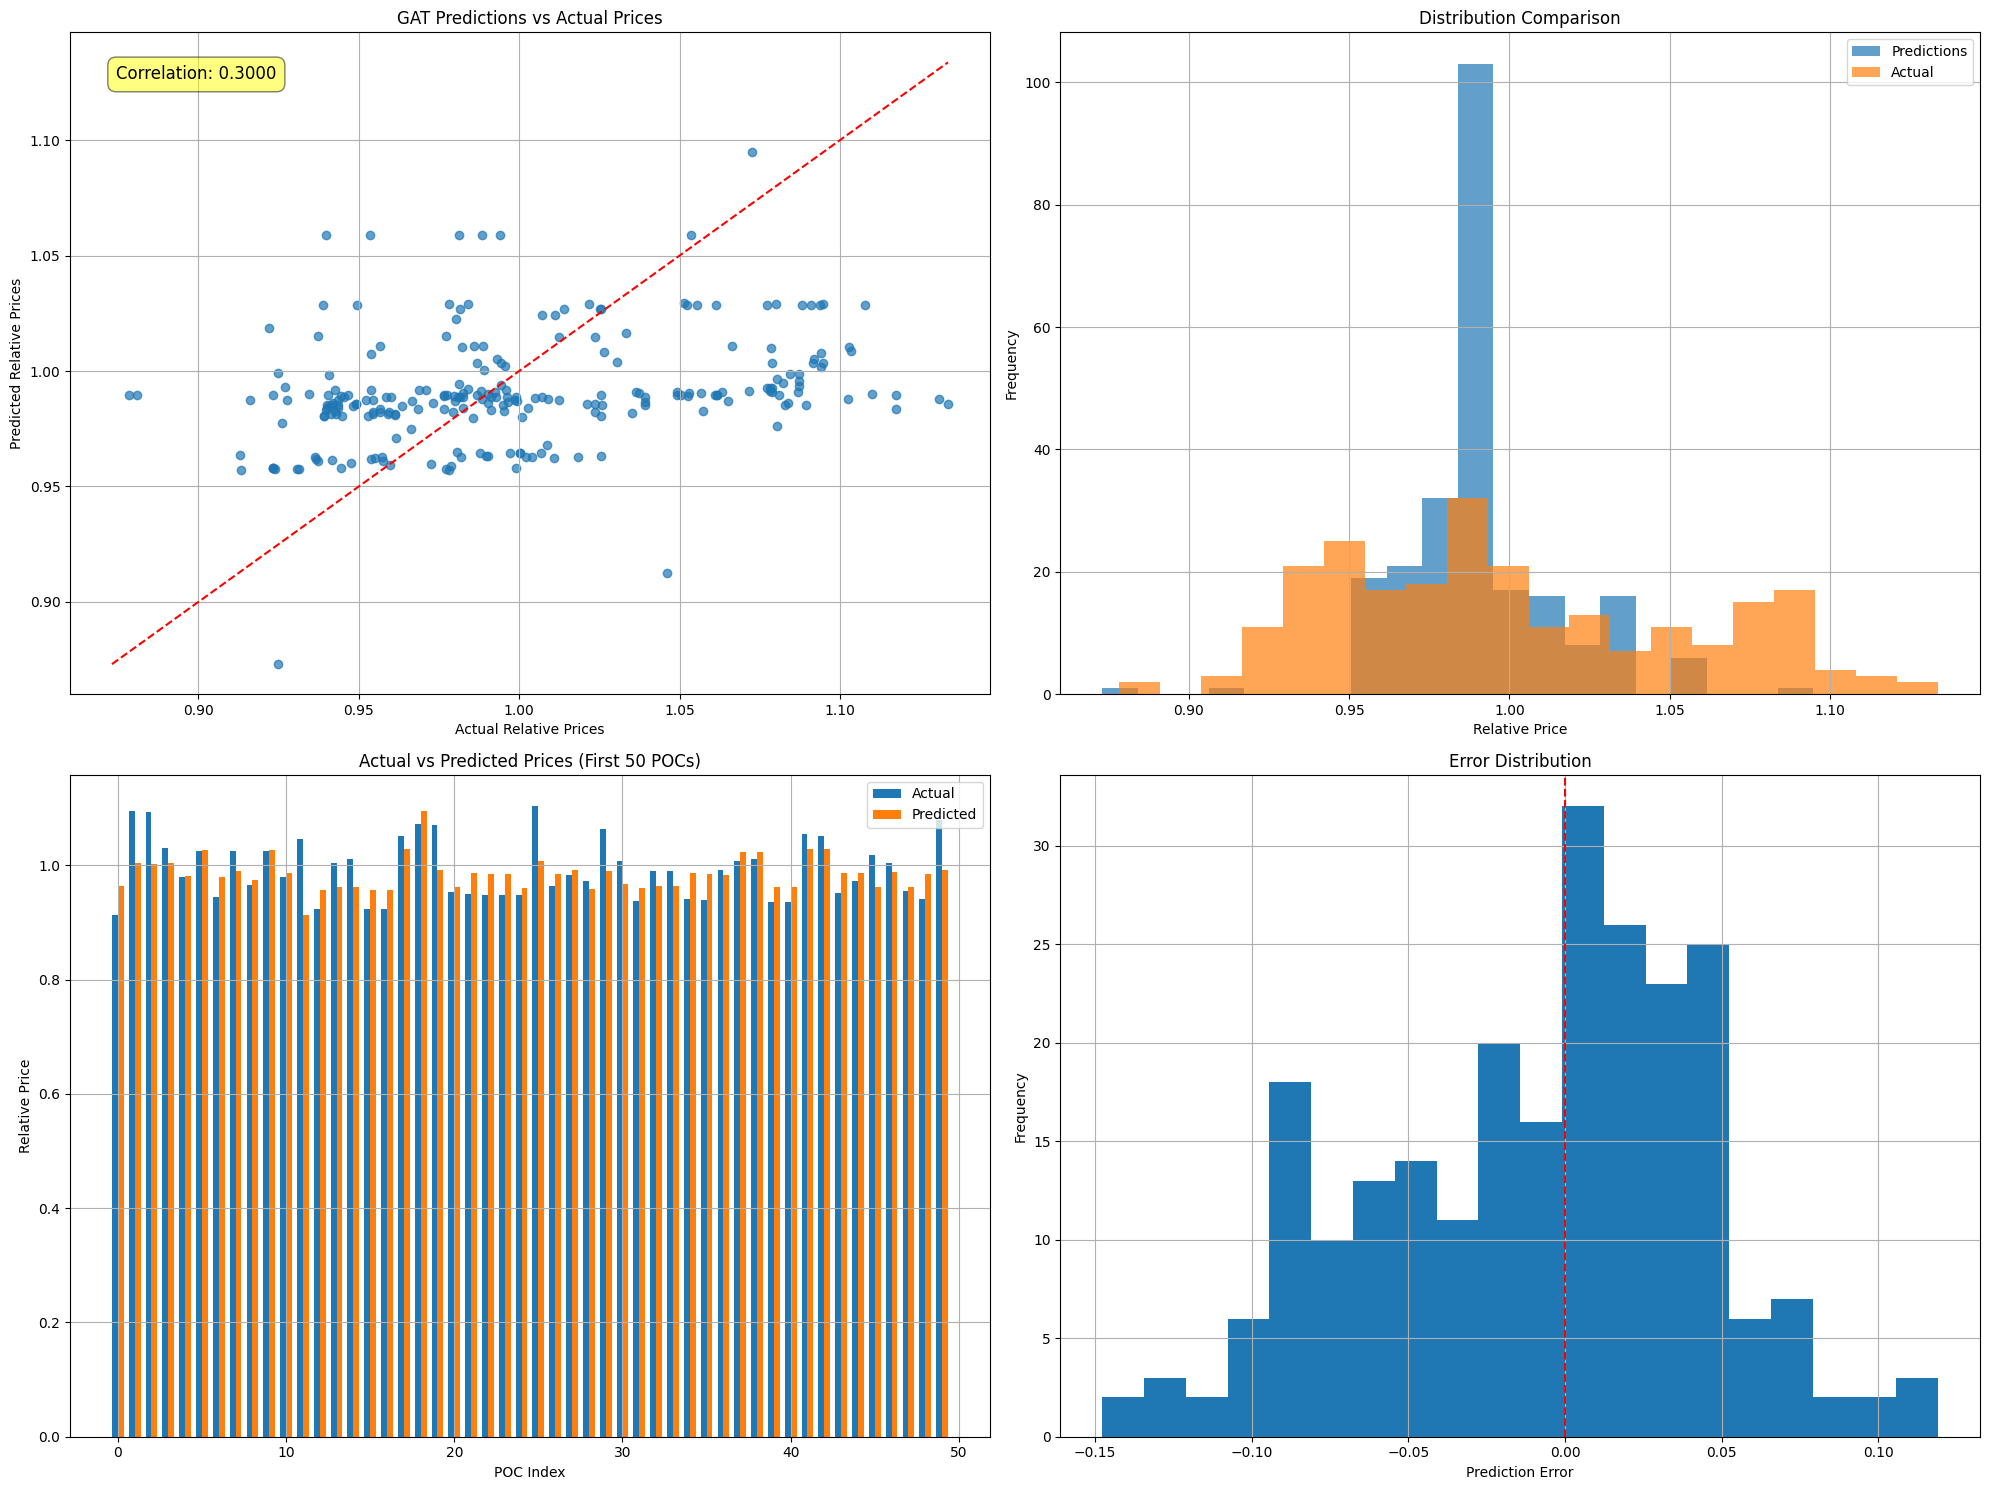 GAT Predictions vs Actual Prices
Correlation: 0.3000
Predicted Relative Prices
1.10
1.05
1.00
0.95
0.90
0.90 0.95 1.00 1.05 1.10
Actual Relative Prices
Distribution Comparison
Predictions
Actual
Frequency
100
80
60
40
20
0
0.90 0.95 1.00 1.05 1.10
Relative Price
Actual vs Predicted Prices (First 50 POCs)
Actual
Predicted
Relative Price
1.0
0.8
0.6
0.4
0.2
0.0
0 10 20 30 40 50
POC Index
Error Distribution
Frequency
30
25
20
15
10
5
0
−0.15 −0.10 −0.05 0.00 0.05 0.10
Prediction Error